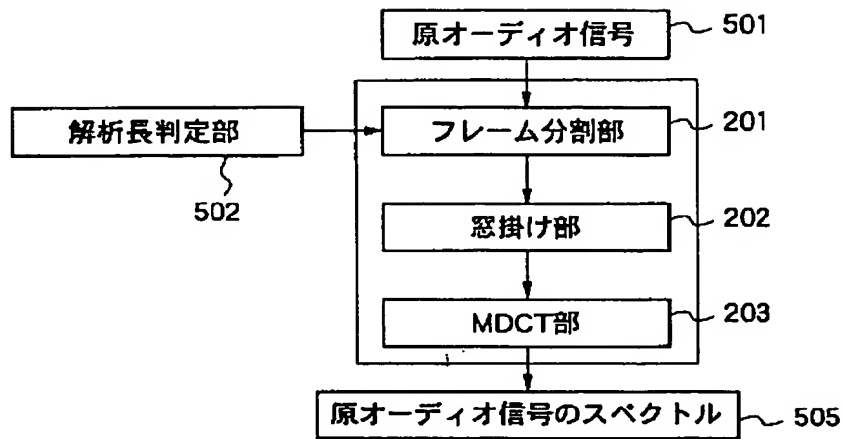 原オーディオ信号 501
解析長判定部 フレーム分割部 201
502
窓掛け部 202
MDCT部 203
原オーディオ信号のスペクトル 505